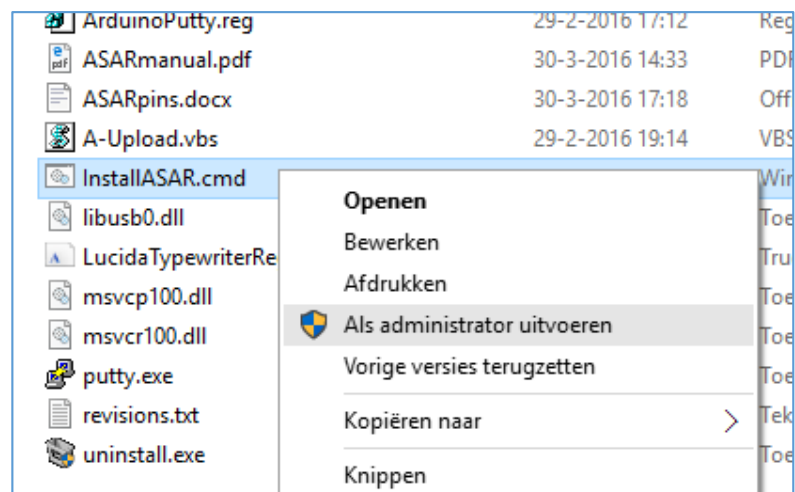 ArduinoPutty.reg 29-2-2016 17:12 Reg
ASARmanual.pdf 30-3-2016 14:33 PDF
ASARpins.docx 30-3-2016 17:18 Off
A-Upload.vbs 29-2-2016 19:14 VBS
InstallASAR.cmd Win
Openen
libusb0.dll Toe
Bewerken
LucidaTypewriterRe Tru
Afdrukken
msvcp100.dll Toe
Als administrator uitvoeren
msvcr100.dll Toe
Vorige versies terugzetten
putty.exe Toe
revisions.txt Tek
Kopiëren naar
uninstall.exe Toe
Knippen